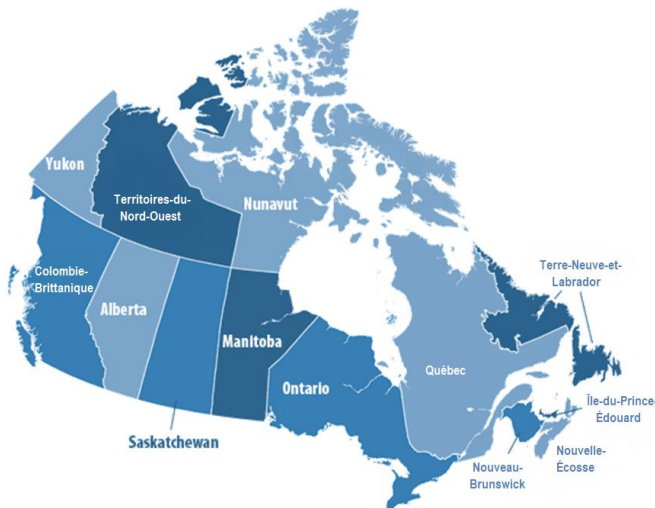 Yukon
Territoires-du-
Nord-Ouest
Nunavut
Colombie-
Brittanique
Alberta
Manitoba
Ontario
Québec
Terre-Neuve-et-
Labrador
Île-du-Prince-
Édouard
Nouvelle-
Écosse
Nouveau-
Brunswick
Saskatchewan